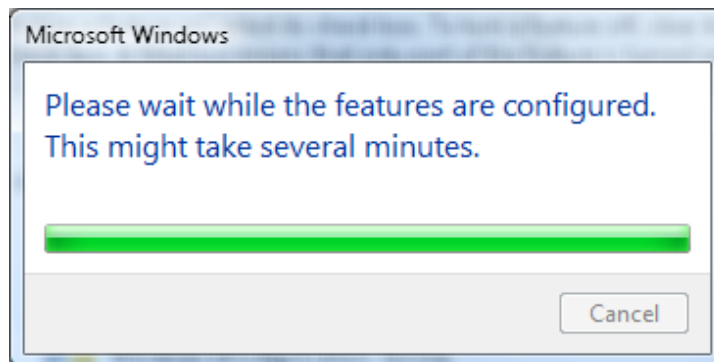 Microsoft Windows
Please wait while the features are configured.
This might take several minutes.
Cancel